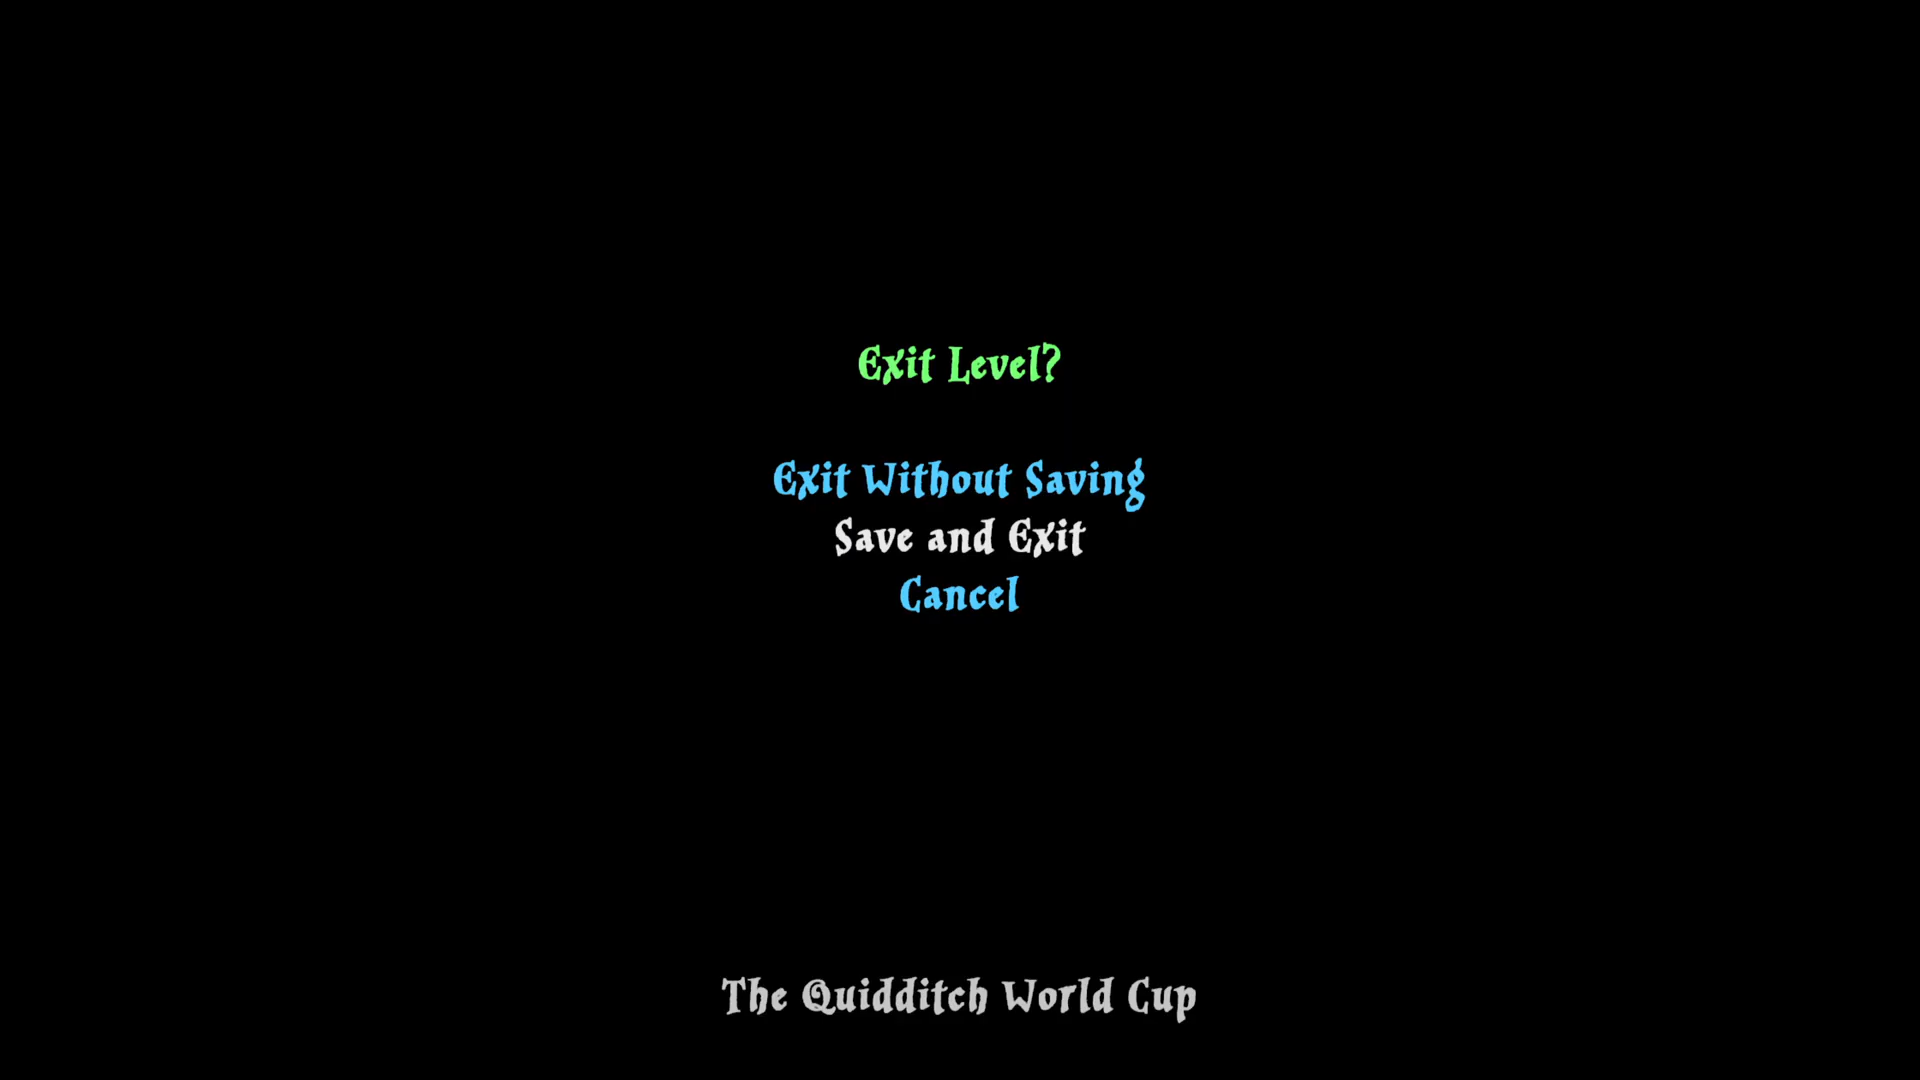 Exit Level?
Exit Without Saving
Save and Exit
Cancel
The Quidditch World Cup